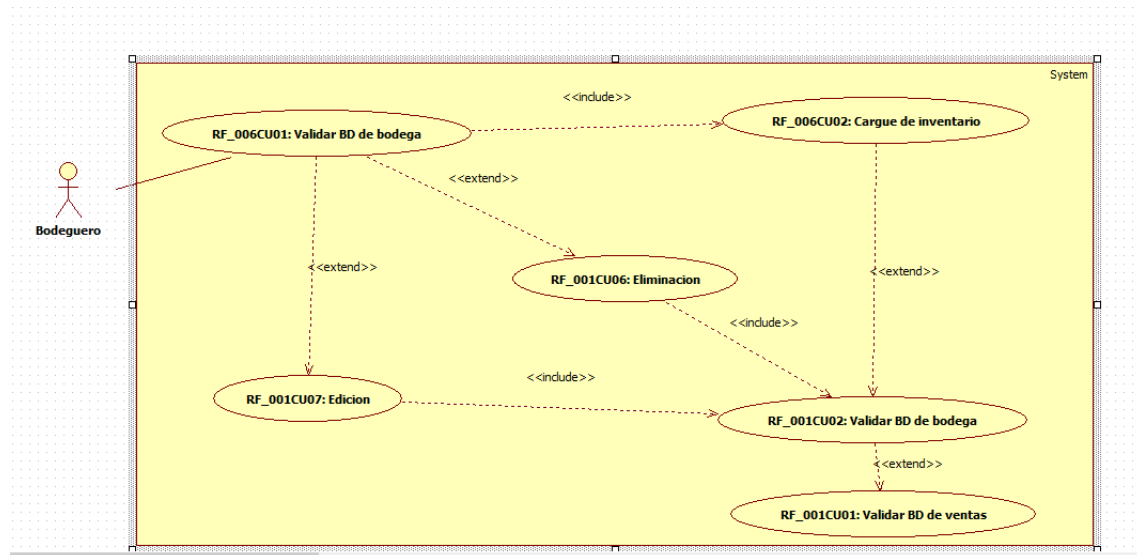 System
<<include>>
RF_006CU01: Validar BD de bodega
RF_006CU02: Cargue de inventario
<<extend>>
Bodeguero
<<extend>>
<<extend>>
RF_001CU06: Eliminacion
<<include>>
<<include>>
RF_001CU07: Edicion
RF_001CU02: Validar BD de bodega
<<extend>>
RF_001CU01: Validar BD de ventas